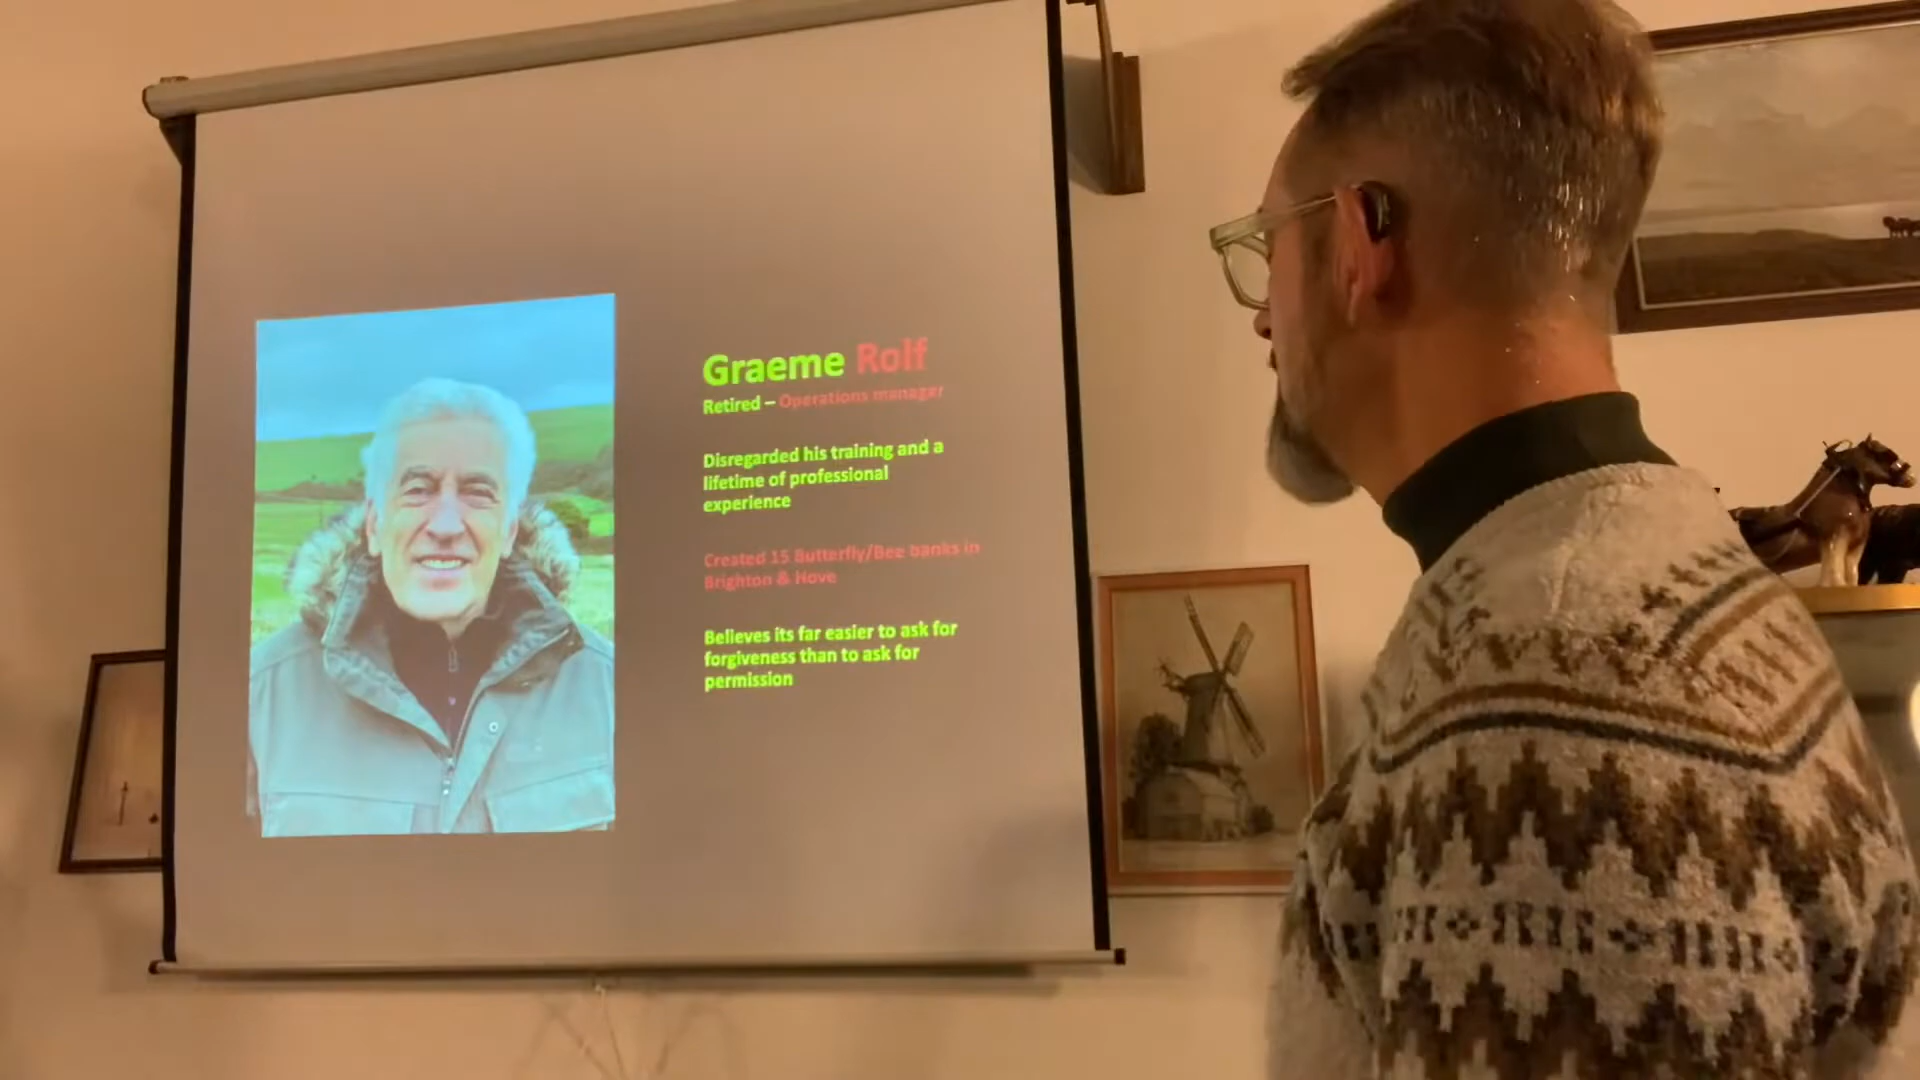 Graeme Rolf
Retired – Operations manager
Disregarded his training and a
lifetime of professional
experience
Created 15 Butterfly/Bee banks in
Brighton & Hove
Believes its far easier to ask for
forgiveness than to ask for
permission